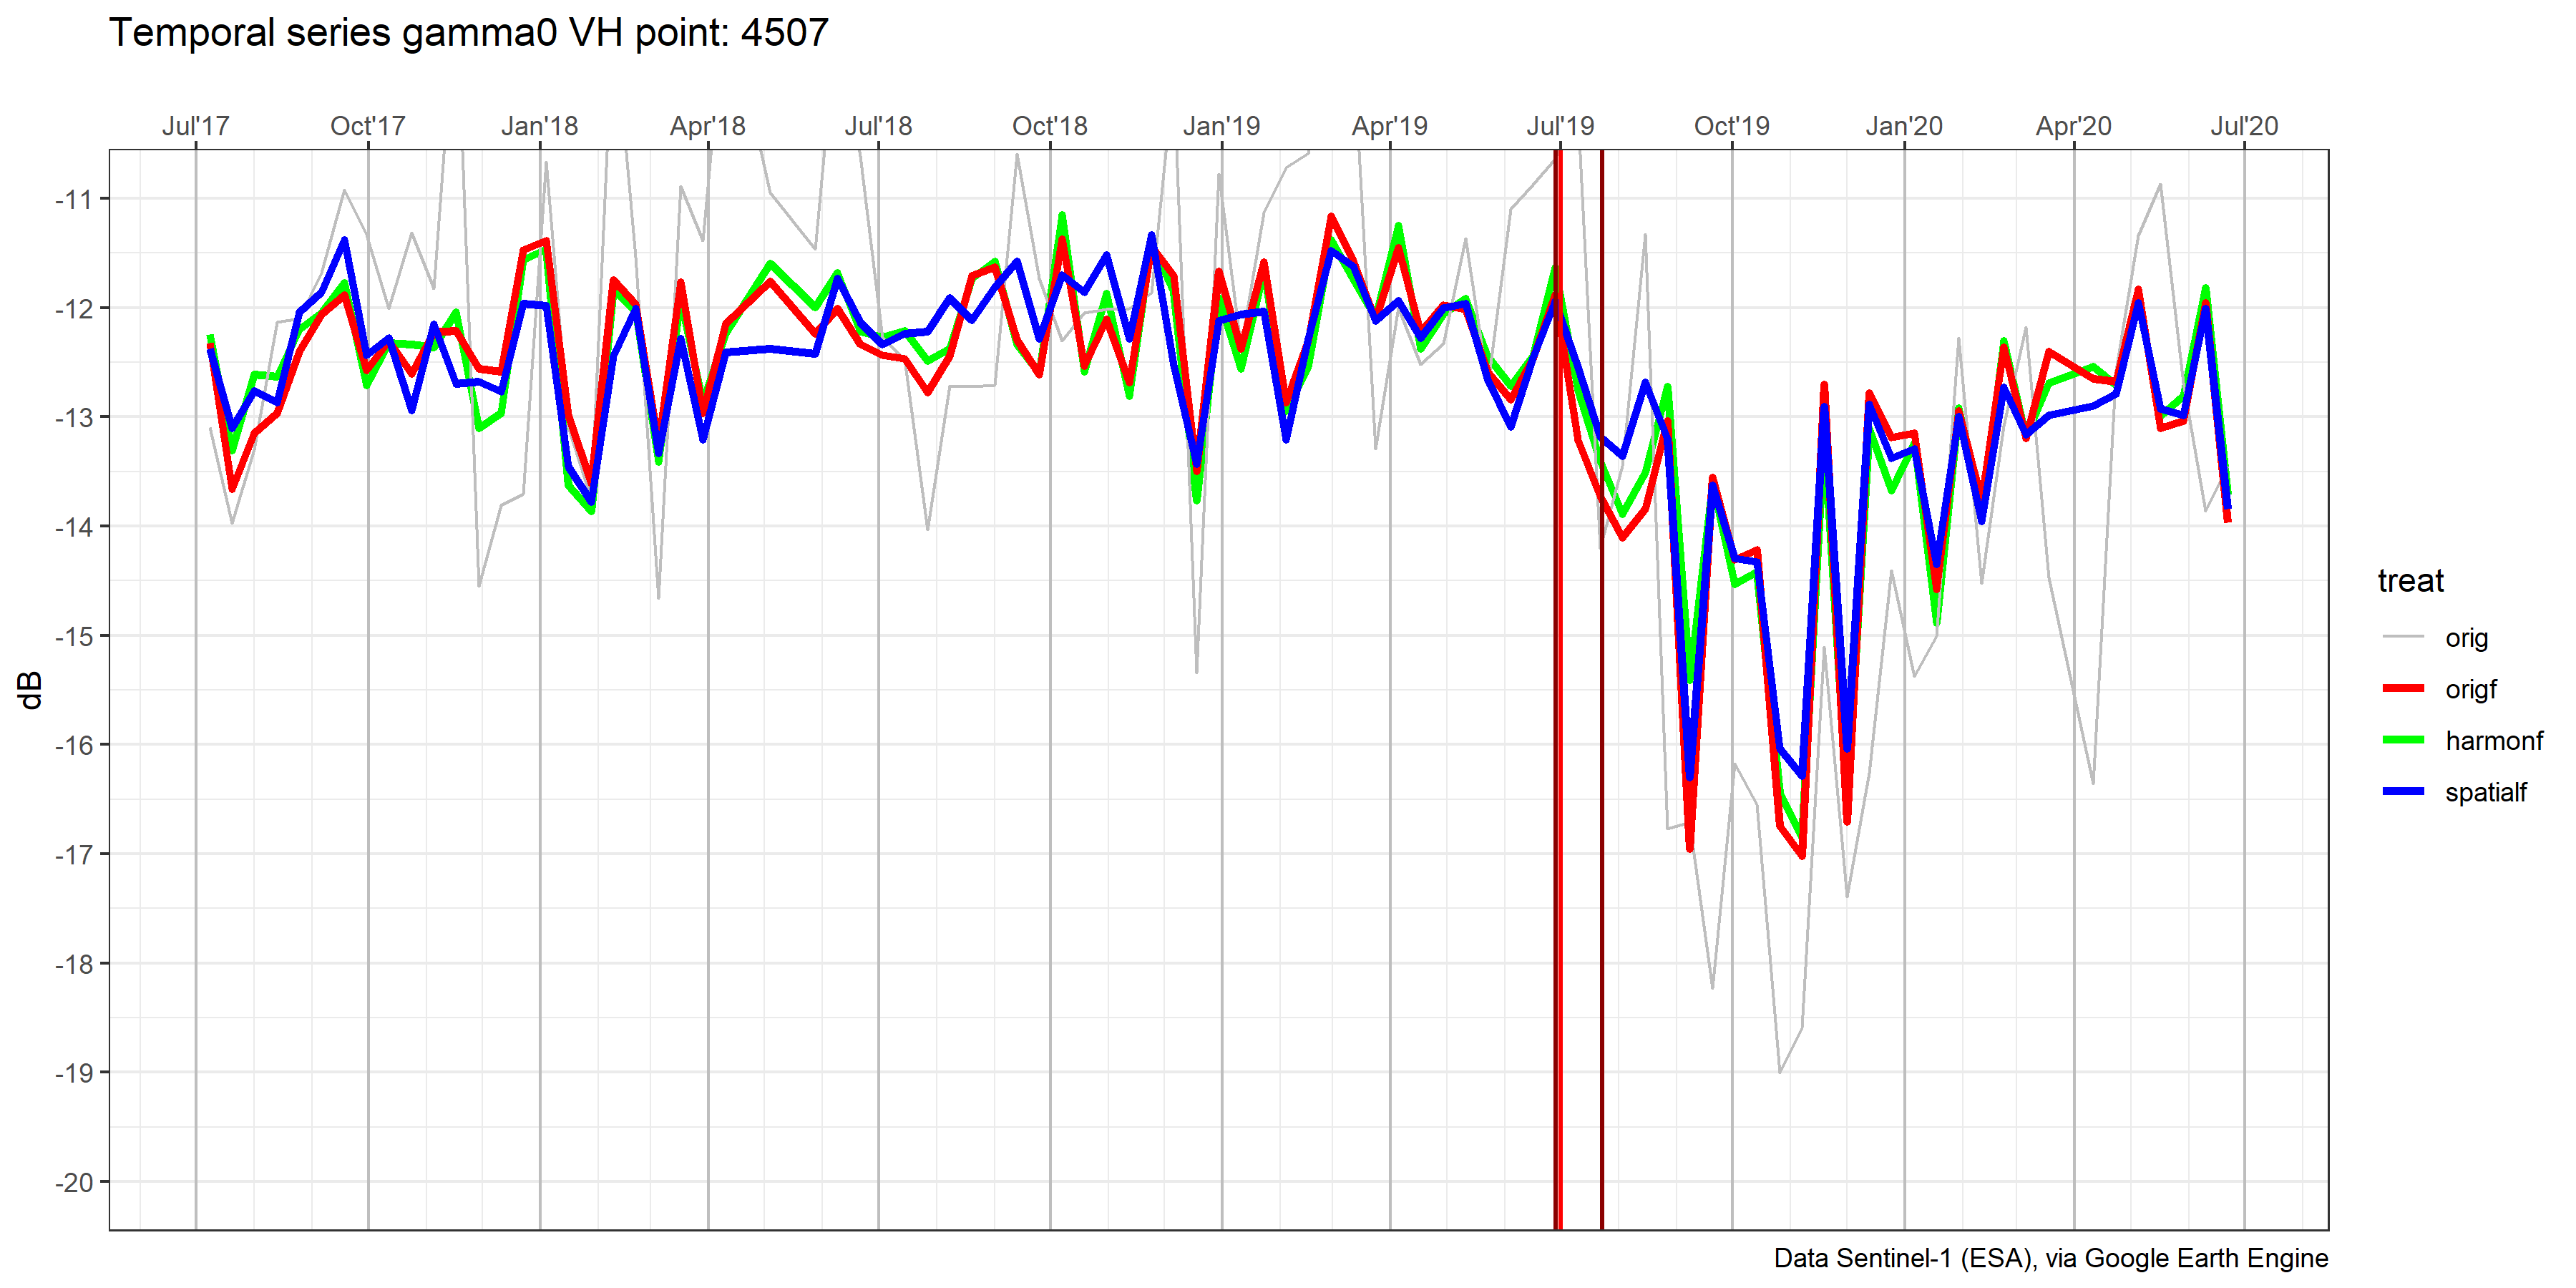 Temporal series gamma0 VH point: 4507
Jul'17 Oct'17 Jan'18 Apr'18 Jul'18 Oct'18 Jan'19 Apr'19 Jul'19 Oct'19 Jan'20 Apr'20 Jul'20
-11
-12
-13
-14
-15
-16
-17
-18
-19
-20
dB
treat
orig
origf
harmonf
spatialf
Data Sentinel-1 (ESA), via Google Earth Engine